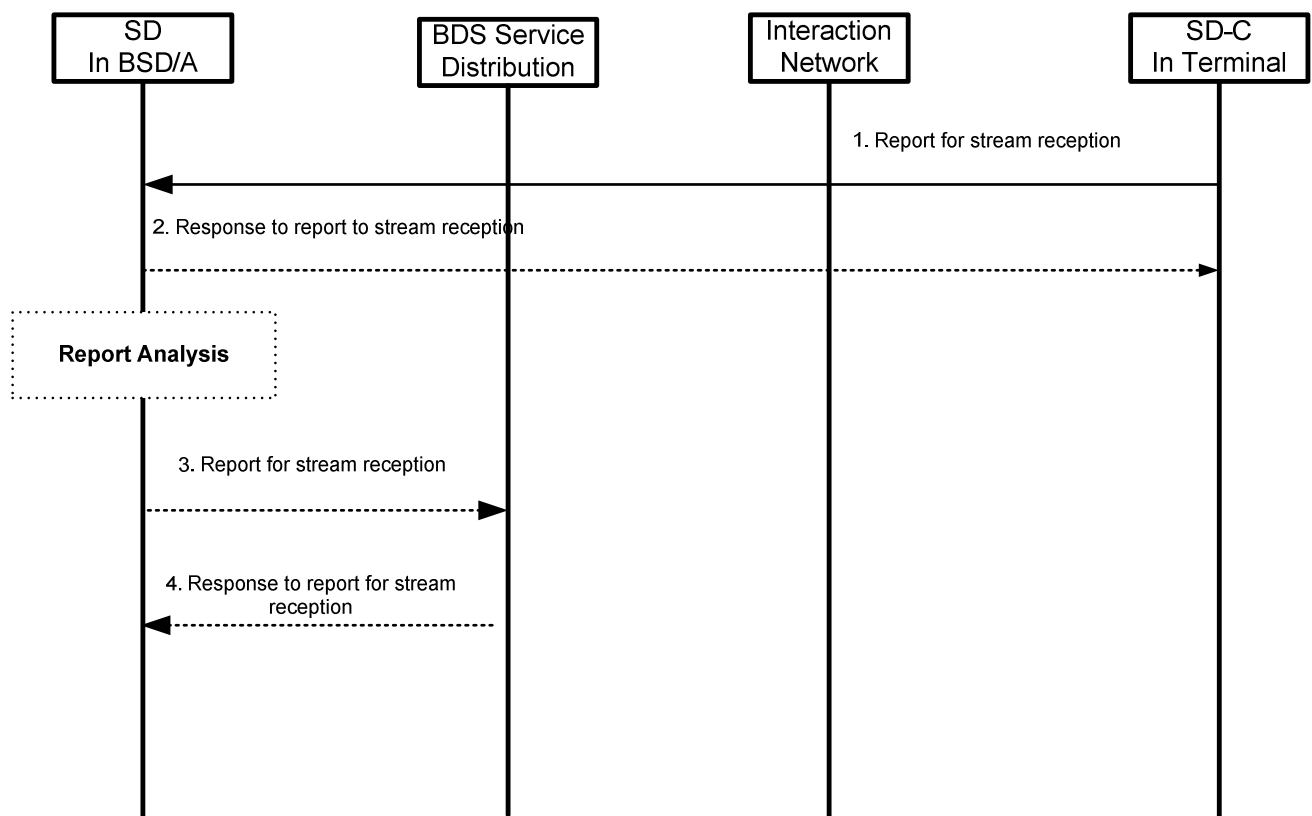 SD
In BSD/A
BDS Service
Distribution
Interaction
Network
SD-C
In Terminal
1. Report for stream reception
2. Response to report to stream reception
Report Analysis
3. Report for stream reception
4. Response to report for stream
reception